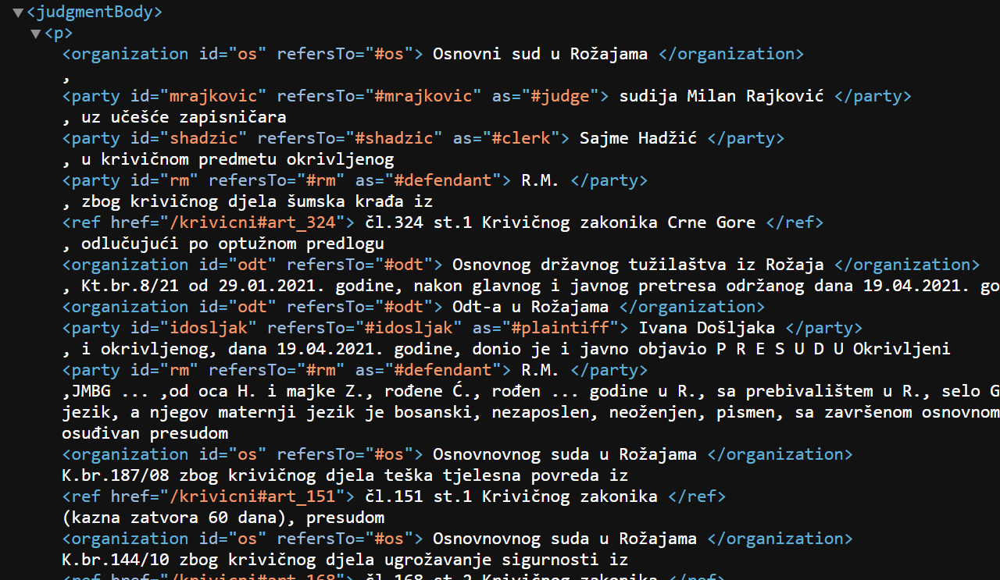 ▼<judgmentBody>
▼<p>
<organization id="os" refersTo="#os"> Osnovni sud u Rožajama </organization>
,
<party id="mrajkovic" refersTo="#mrajkovic" as="#judge"> sudija Milan Rajković </party>
, uz učešće zapisničara
<party id="shadzic" refersTo="#shadzic" as="#clerk"> Sajme Hadžić </party>
, u krivičnom predmetu okrivljenog
<party id="rm" refersTo="#rm" as="#defendant"> R.M. </party>
, zbog krivičnog djela šumska krađa iz
<ref href="/krivicni#art_324"> čl.324 st.1 Krivičnog zakonika Crne Gore </ref>
, odlučujući po optužnom predlogu
<organization id="odt" refersTo="#odt"> Osnovnog državnog tužilaštva iz Rožaja </organization>
, Kt.br.8/21 od 29.01.2021. godine, nakon glavnog i javnog pretresa održanog dana 19.04.2021. go
<organization id="odt" refersTo="#odt"> Odt-a u Rožajama </organization>
<party id="idosljak" refersTo="#idosljak" as="#plaintiff"> Ivana Došljaka </party>
, i okrivljenog, dana 19.04.2021. godine, donio je i javno objavio P R E S U D U Okrivljeni
<party id="rm" refersTo="#rm" as="#defendant"> R.M. </party>
,JMBG ... ,od oca H. i majke Z., rođene Ć., rođen ... godine u R., sa prebivalištem u R., selo G
jezik, a njegov maternji jezik je bosanski, nezaposlen, neoženjen, pismen, sa završenom osnovnom
osuđivan presudom
<organization id="os" refersTo="#os"> Osnovnovnog suda u Rožajama </organization>
K.br.187/08 zbog krivičnog djela teška tjelesna povreda iz
<ref href="/krivicni#art_151"> čl.151 st.1 Krivičnog zakonika </ref>
(kazna zatvora 60 dana), presudom
<organization id="os" refersTo="#os"> Osnovnovnog suda u Rožajama </organization>
K.br.144/10 zbog krivičnog djela ugrožavanje sigurnosti iz
<ref href="/krivicni#art_168"> čl.168 st.2 Krivičnog zakonika </ref>